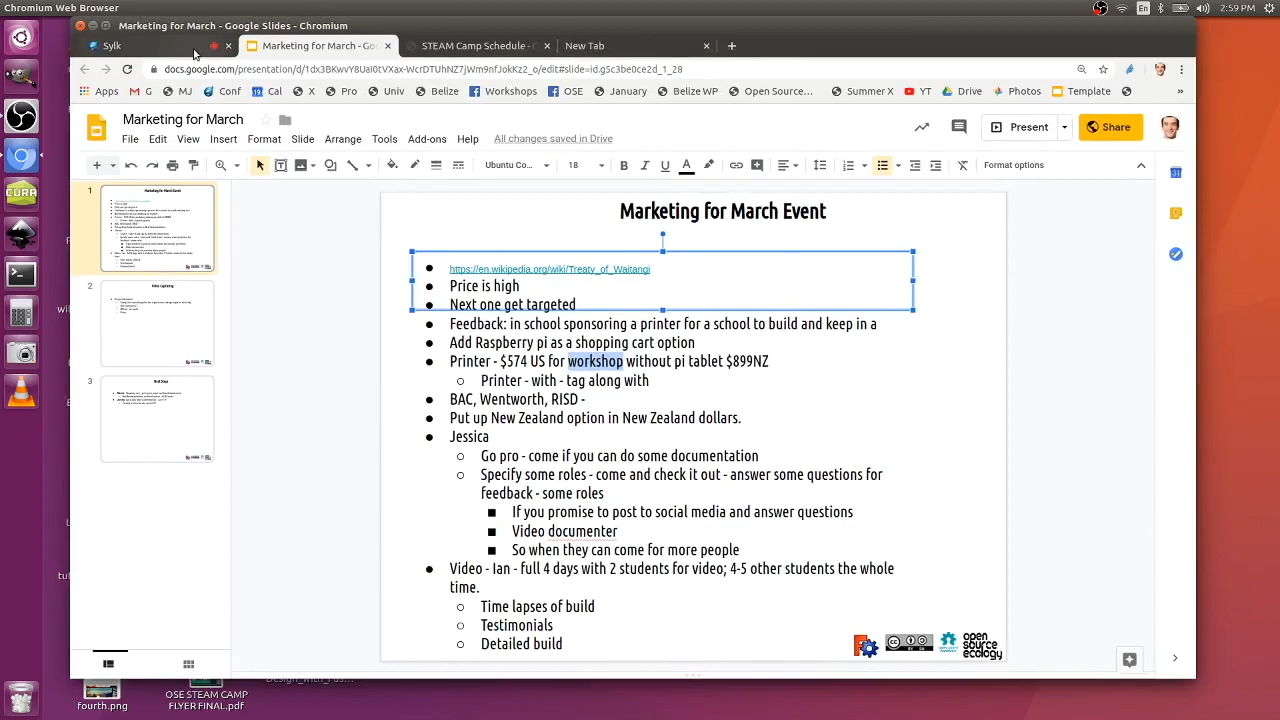 Chromium Web Browser
En
2:59 PM
Marketing for March - Google Slides - Chromium
Sylk
Marketing for March - Go
STEAM Camp Schedule -
New Tab
docs.google.com/presentation/d/1dx3BKwvY8UaI0tVXax-WcrDTUhNZ7jWm9nfJokKz2_o/edit#slide=id.g5c3be0ce2d_1_28
Apps
G
MJ
Conf
Cal
X
Pro
Univ
Belize
Workshops
OSE
January
Belize WP
Open Source...
Summer X
YT
Drive
Photos
Template
Marketing for March
File
Edit
View
Insert
Format
Slide
Arrange
Tools
Add-ons
Help
All changes saved in Drive
Present
Share
Ubuntu Co...
18
Format options
1
2
3
Marketing for March Event
https://en.wikipedia.org/wiki/Treaty_of_Waitangi
Price is high
Next one get targeted
Feedback: in school sponsoring a printer for a school to build and keep in a
Add Raspberry pi as a shopping cart option
Printer - $574 US for workshop without pi tablet $899NZ
Printer - with - tag along with
BAC, Wentworth, RISD -
Put up New Zealand option in New Zealand dollars.
Jessica
Go pro - come if you can do some documentation
Specify some roles - come and check it out - answer some questions for
feedback - some roles
If you promise to post to social media and answer questions
Video documenter
So when they can come for more people
Video - Ian - full 4 days with 2 students for video; 4-5 other students the whole
time.
Time lapses of build
Testimonials
Detailed build
open source ecology
fourth.png
OSE STEAM CAMP
FLYER FINAL.pdf